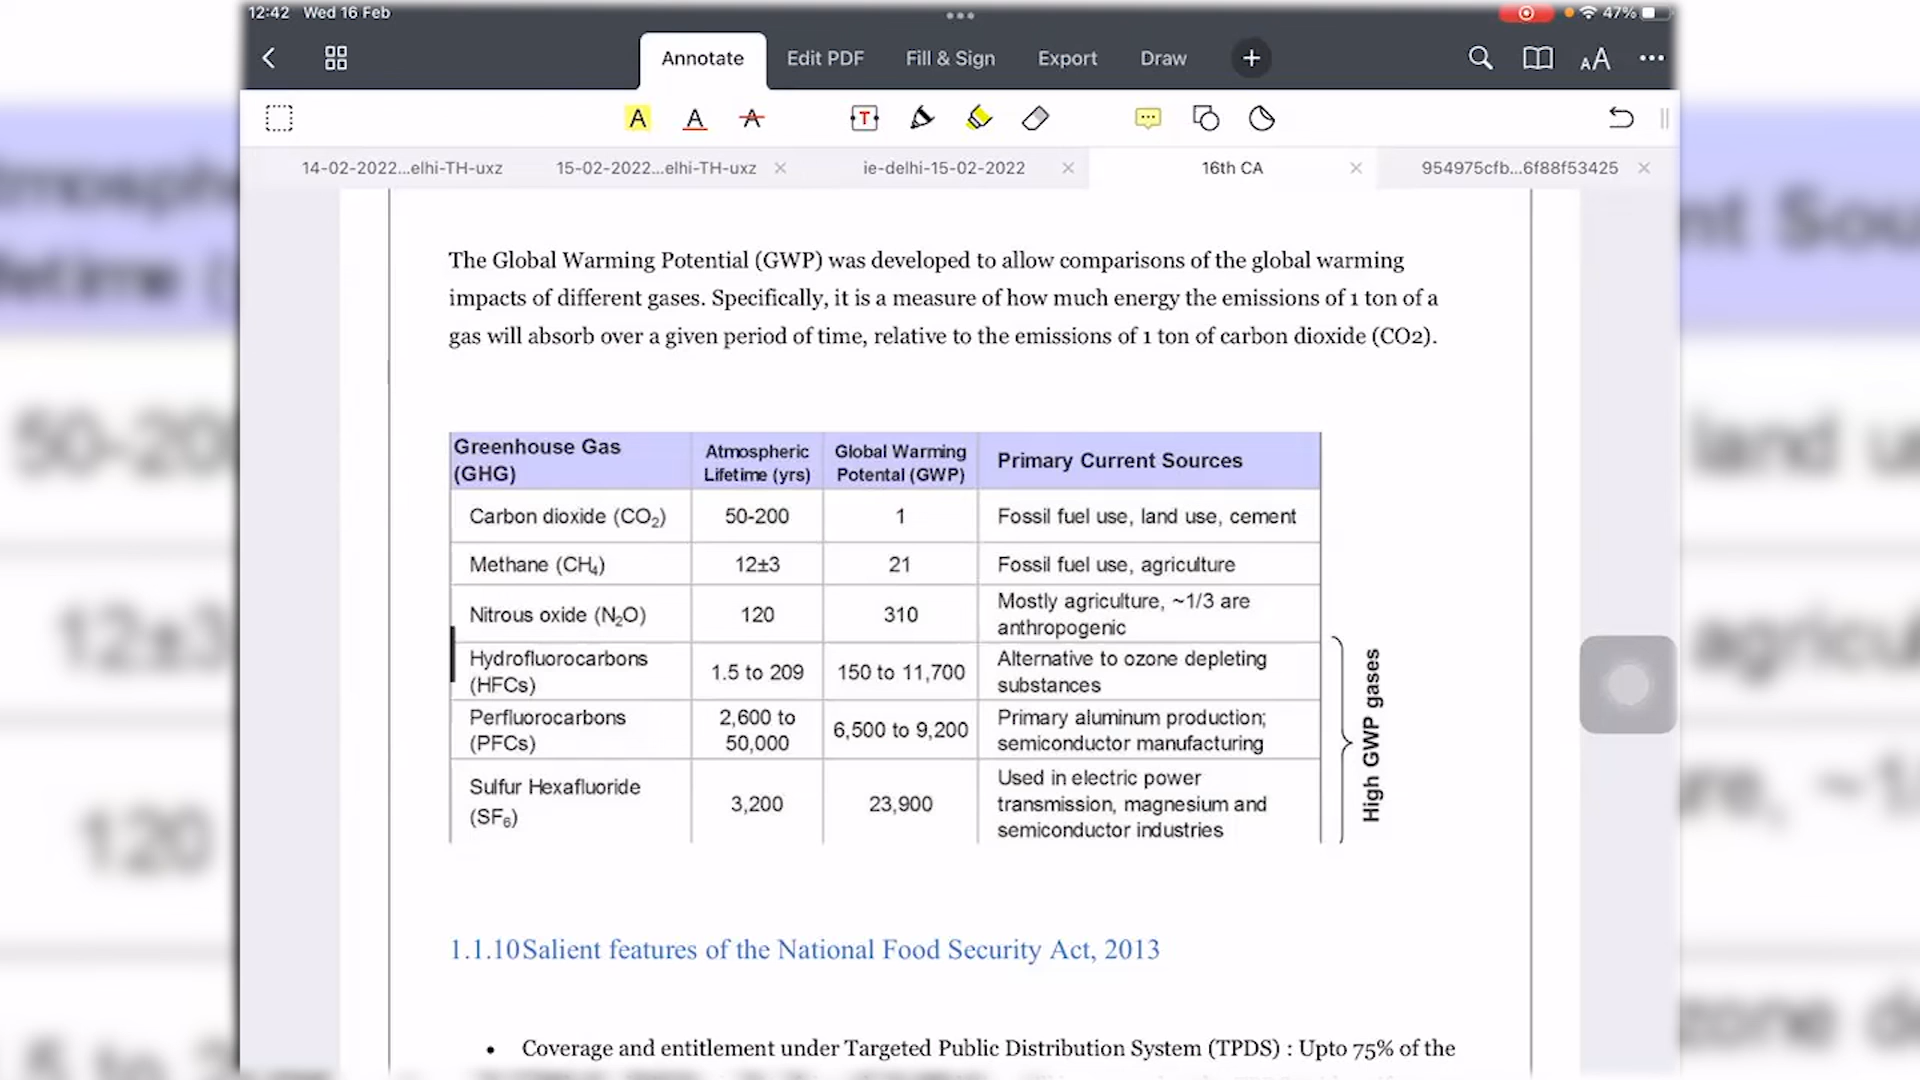 12:42 Wed 16 Feb
47%
Annotate Edit PDF Fill & Sign Export Draw
14-02-2022...elhi-TH-uxz 15-02-2022...elhi-TH-uxz ie-delhi-15-02-2022 16th CA 954975cfb...6f88f53425
The Global Warming Potential (GWP) was developed to allow comparisons of the global warming
impacts of different gases. Specifically, it is a measure of how much energy the emissions of 1 ton of a
gas will absorb over a given period of time, relative to the emissions of 1 ton of carbon dioxide (CO2).
Greenhouse Gas
(GHG)
Atmospheric
Lifetime (yrs)
Global Warming
Potental (GWP)
Primary Current Sources
Carbon dioxide (CO₂) 50-200 1 Fossil fuel use, land use, cement
Methane (CH₄) 12±3 21 Fossil fuel use, agriculture
Nitrous oxide (N₂O) 120 310 Mostly agriculture, ~1/3 are
anthropogenic
Hydrofluorocarbons
(HFCs)
1.5 to 209 150 to 11,700
Alternative to ozone depleting
substances
Perfluorocarbons
(PFCs)
2,600 to
50,000
6,500 to 9,200
Primary aluminum production;
semiconductor manufacturing
Sulfur Hexafluoride
(SF₆)
3,200 23,900
Used in electric power
transmission, magnesium and
semiconductor industries
High GWP gases
1.1.10Salient features of the National Food Security Act, 2013
• Coverage and entitlement under Targeted Public Distribution System (TPDS) : Upto 75% of the